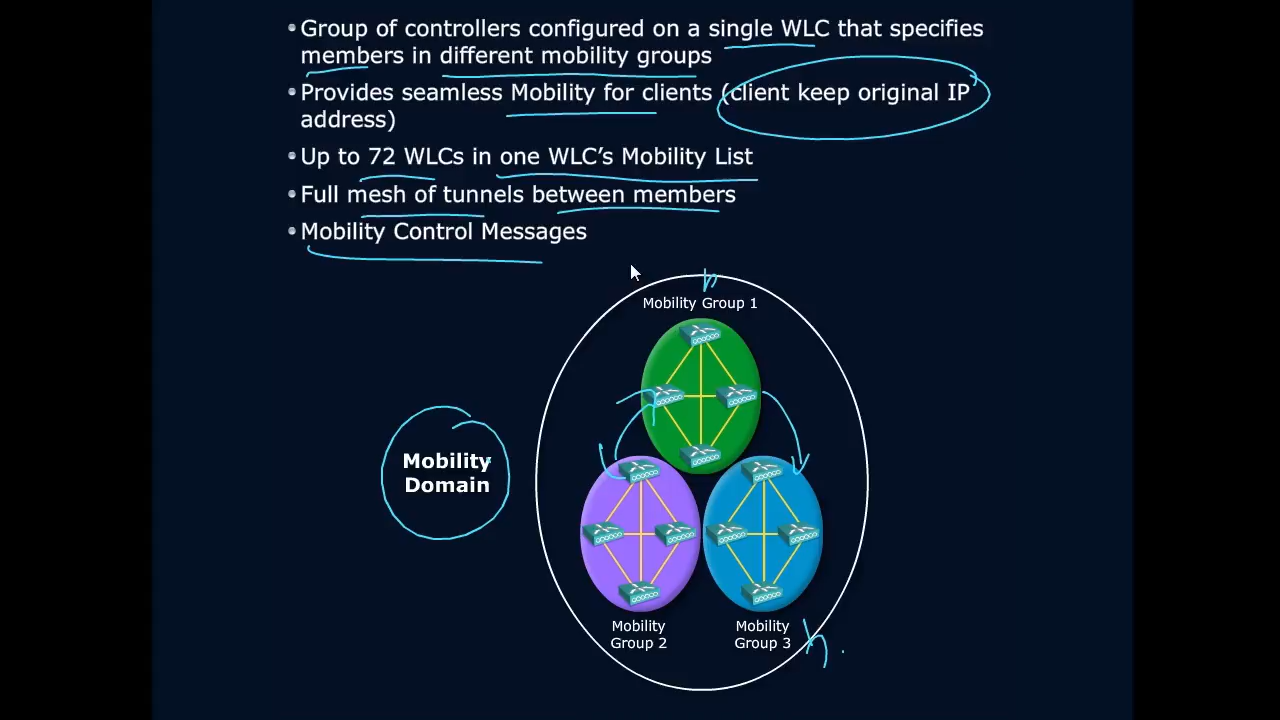 • Group of controllers configured on a single WLC that specifies
members in different mobility groups
• Provides seamless Mobility for clients (client keep original IP
address)
• Up to 72 WLCs in one WLC’s Mobility List
• Full mesh of tunnels between members
• Mobility Control Messages
Mobility Group 1
Mobility
Domain
Mobility
Group 2
Mobility
Group 3